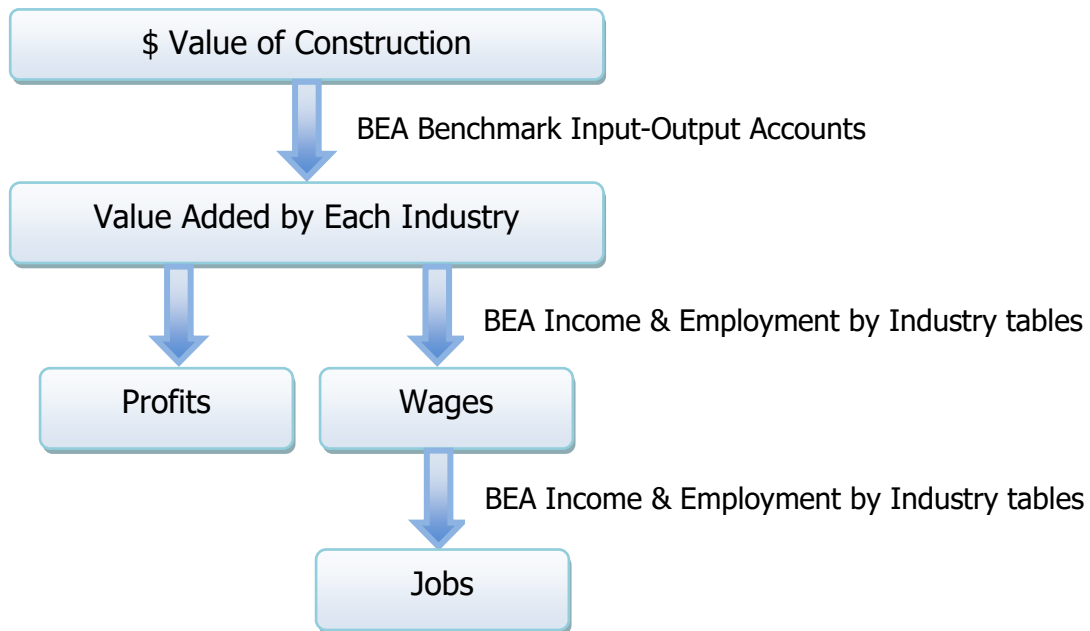 $ Value of Construction
BEA Benchmark Input-Output Accounts
Value Added by Each Industry
BEA Income & Employment by Industry tables
Profits
Wages
BEA Income & Employment by Industry tables
Jobs